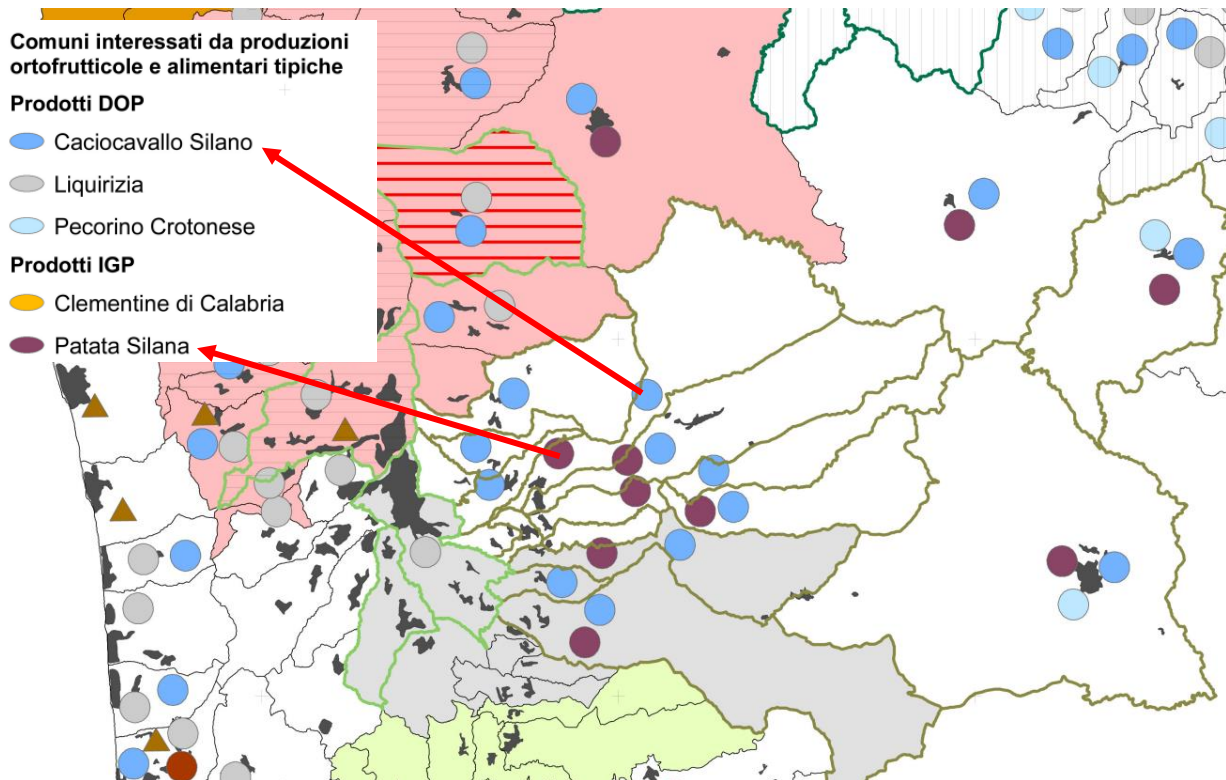 Comuni interessati da produzioni
ortofrutticole e alimentari tipiche
Prodotti DOP
Caciocavallo Silano
Liquirizia
Pecorino Crotonese
Prodotti IGP
Clementine di Calabria
Patata Silana